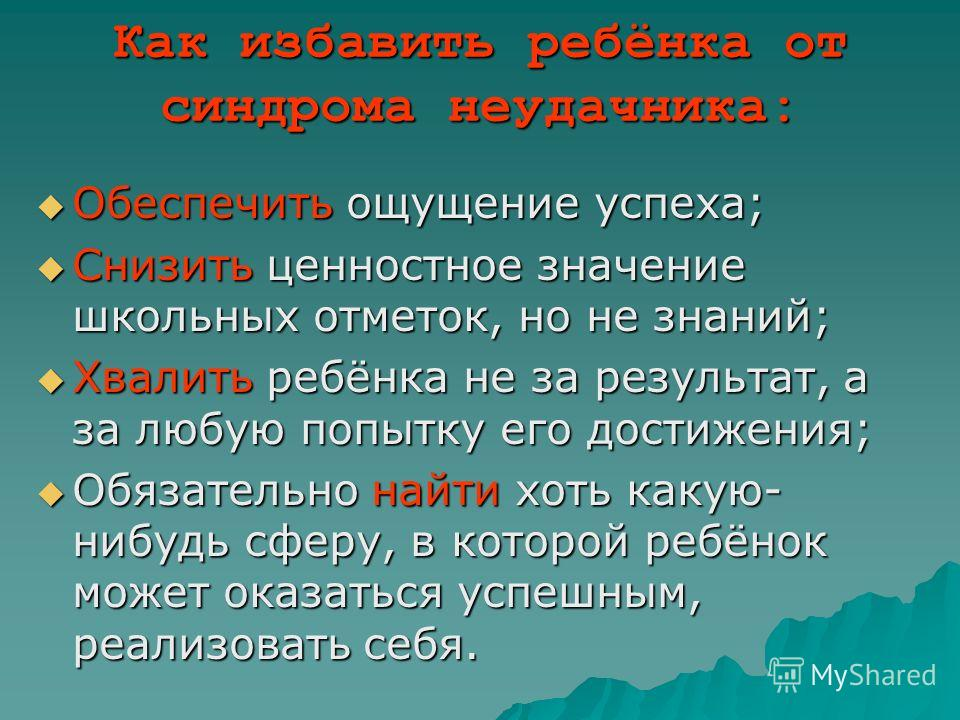 Как избавить ребёнка от
синдрома неудачника:
Обеспечить ощущение успеха;
Снизить ценностное значение
школьных отметок, но не знаний;
Хвалить ребёнка не за результат, а
за любую попытку его достижения;
Обязательно найти хоть какую-
нибудь сферу, в которой ребёнок
может оказаться успешным,
реализовать себя.
MyShared